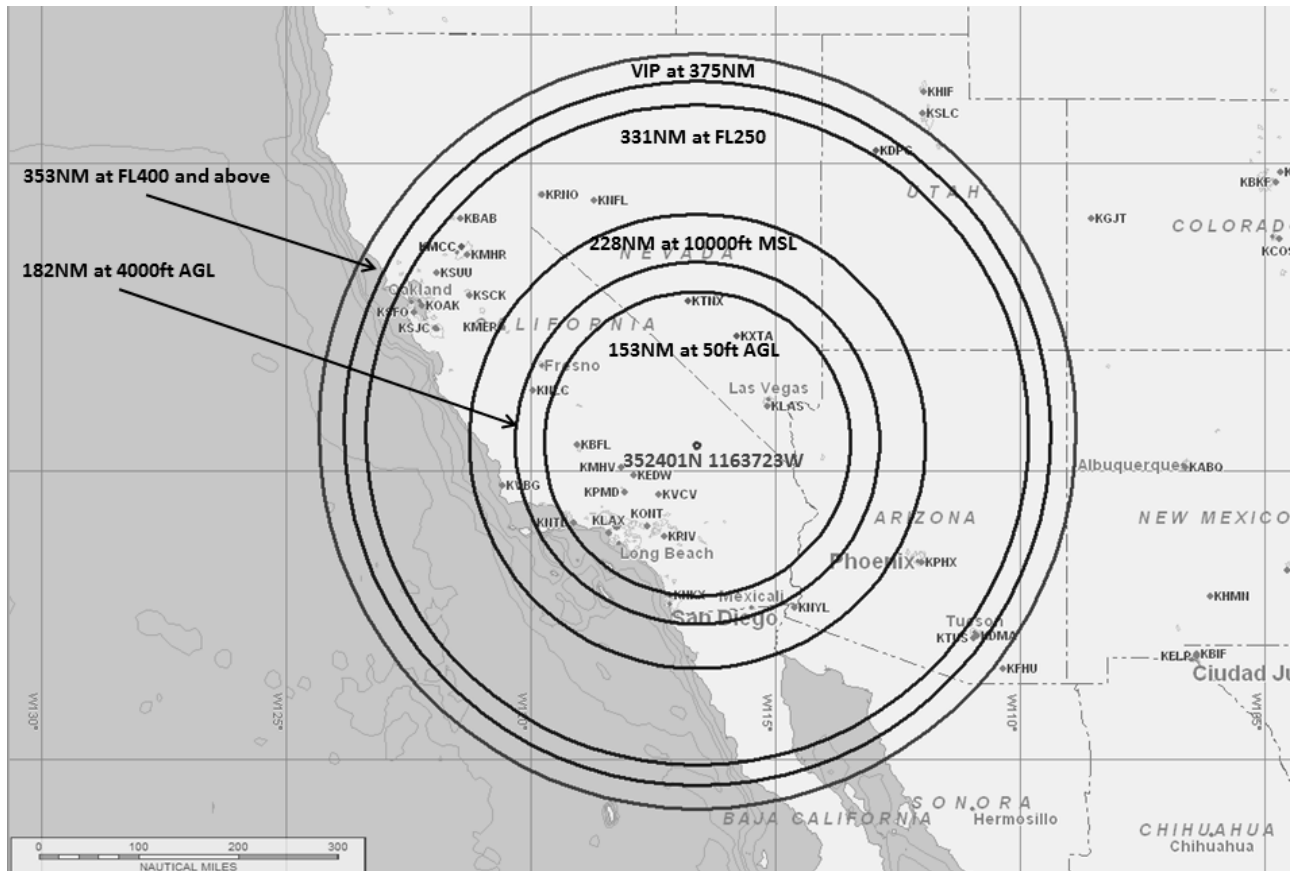 VIP at 375NM
KHIF
KSLC
331NM at FL250
KDPG
353NM at FL400 and above
KRNO
KNFL
UTAH
KBKF
KBAB
KGJT
COLORADO
KMCC
KMHR
228NM at 10000ft MSL
NEVADA
KCOS
182NM at 4000ft AGL
KSUU
Oakland
KSCK
KTNX
KOAK
KSFO
KSJC
KMER
CALIFORNIA
KXTA
153NM at 50ft AGL
Fresno
Las Vegas
KNLC
KLAS
KBFL
352401N 1163723W
KMHV
Albuquerque
KABQ
KEDW
KVBG
KPMD
KVCV
KONT
ARIZONA
NEW MEXICO
KNTD
KLAX
KRIV
Long Beach
Phoenix
KPHX
KNKX
Mexicali
KNYL
KHMN
San Diego
Tucson
KTUS
KDMA
KELP
KBIF
KFHU
Ciudad Ju
W130°
W125°
W120°
W115°
W110°
W105°
SONORA
BAJA CALIFORNIA
Hermosillo
CHIHUAHUA
Chihuahua
0 100 200 300
NAUTICAL MILES